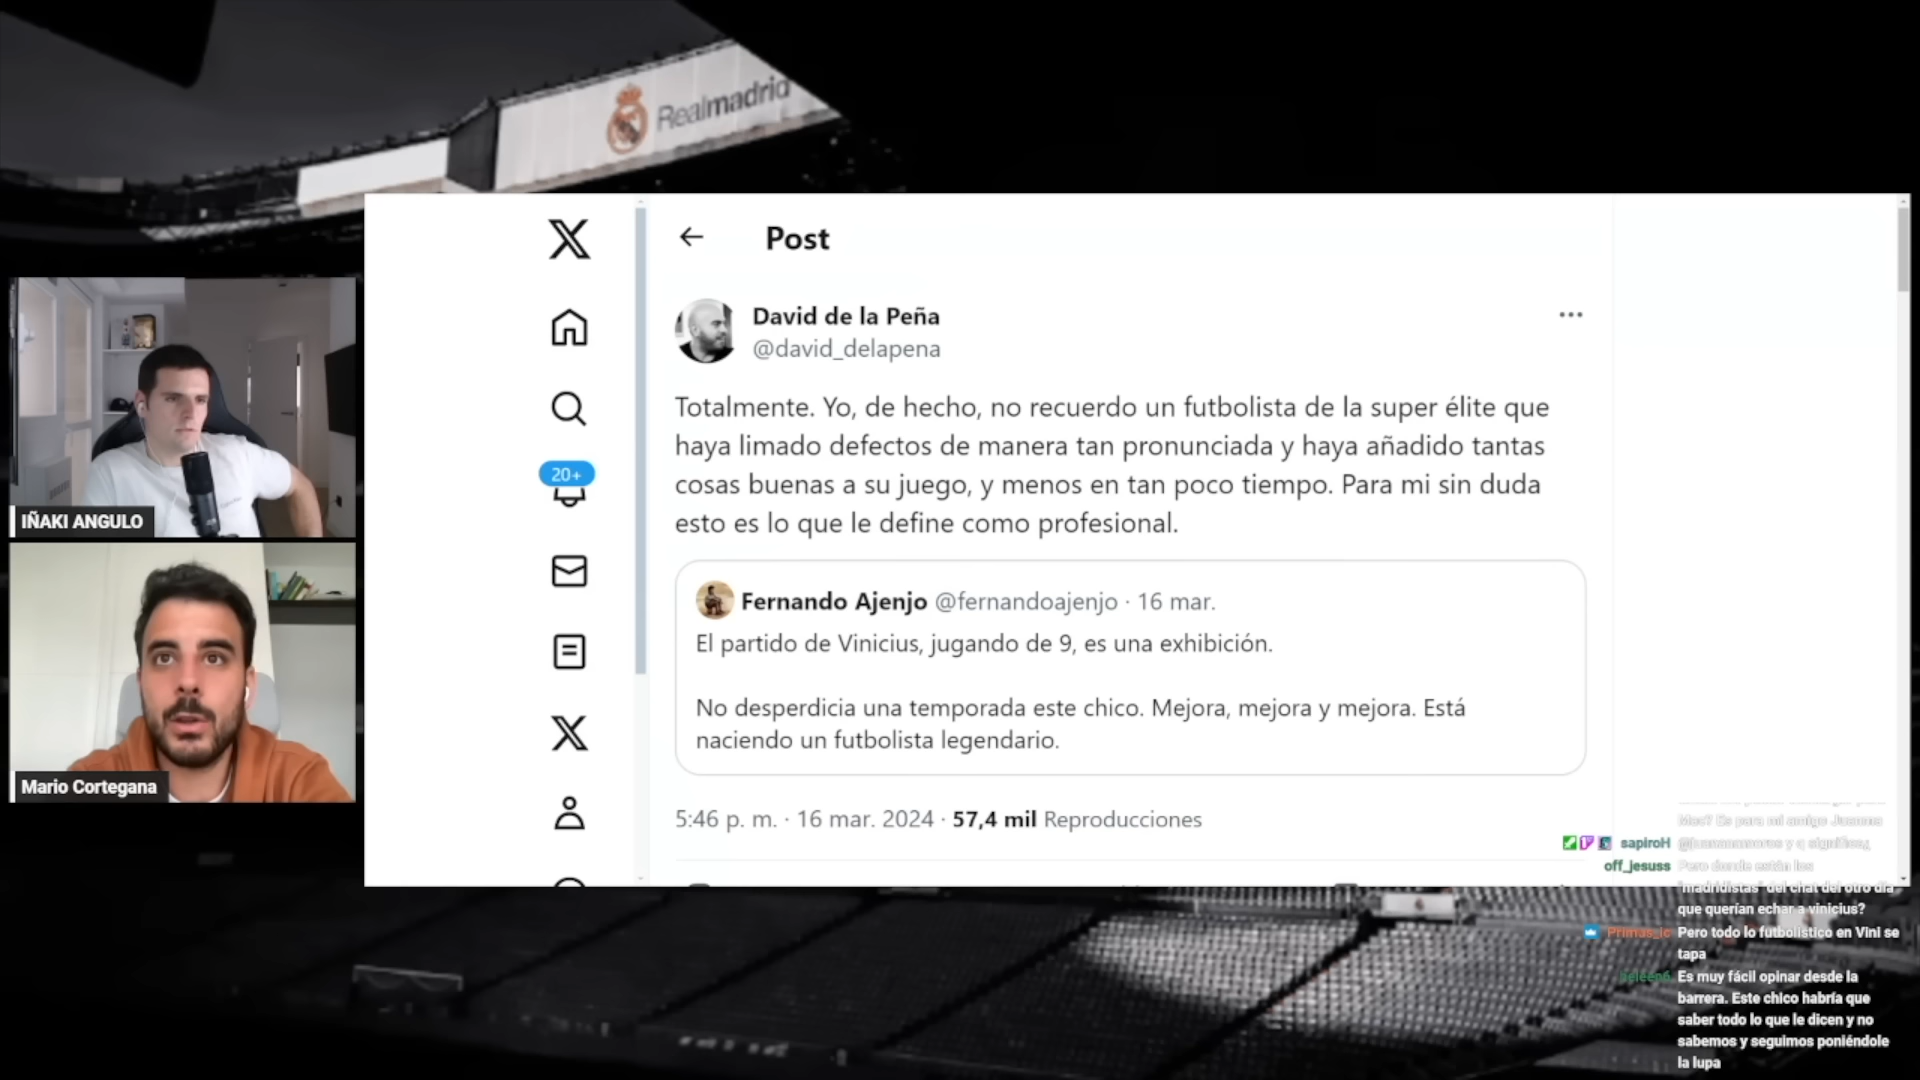 Realmadrid
Post
David de la Peña
@david_delapena
Totalmente. Yo, de hecho, no recuerdo un futbolista de la super élite que
haya limado defectos de manera tan pronunciada y haya añadido tantas
cosas buenas a su juego, y menos en tan poco tiempo. Para mi sin duda
esto es lo que le define como profesional.
Fernando Ajenjo @fernandoajenjo · 16 mar.
El partido de Vinicius, jugando de 9, es una exhibición.
No desperdicia una temporada este chico. Mejora, mejora y mejora. Está
naciendo un futbolista legendario.
5:46 p. m. · 16 mar. 2024 · 57,4 mil Reproducciones
20+
IÑAKI ANGULO
Mario Cortegana
sapiroH
off_jesuss Pero donde están los
"madridistas" del chat del otro día
que querían echar a vinicius?
Primas_ic Pero todo lo futbolístico en Vini se
tapa
Es muy fácil opinar desde la
barrera. Este chico habría que
saber todo lo que le dicen y no
sabemos y seguimos poniéndole
la lupa